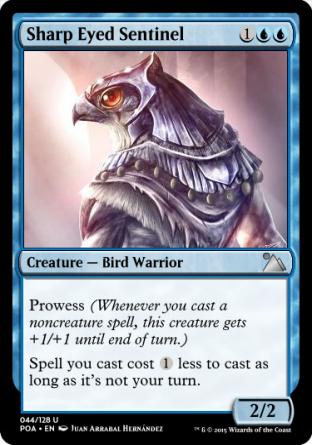 Sharp Eyed Sentinel 1
Creature — Bird Warrior
Prowess (Whenever you cast a
noncreature spell, this creature gets
+1/+1 until end of turn.)
Spell you cast cost 1 less to cast as
long as it's not your turn.
2/2
044/128 U
POA • EN Juan Arrabal Hernández
™ & © 2015 Wizards of the Coast